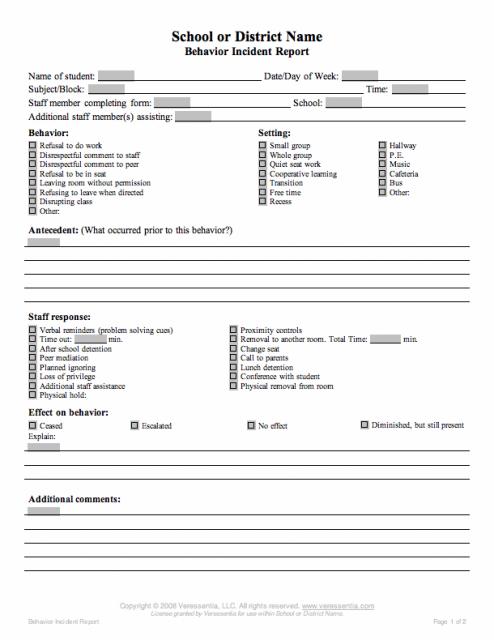 School or District Name
Behavior Incident Report
Name of student: Date/Day of Week:
Subject/Block: Time:
Staff member completing form: School:
Additional staff member(s) assisting:
Behavior: Setting:
Refusal to do work Small group Hallway
Disrespectful comment to staff Whole group P.E.
Disrespectful comment to peer Quiet seat work Music
Refusal to be in seat Cooperative learning Cafeteria
Leaving room without permission Transition Bus
Refusing to leave when directed Free time Other:
Disrupting class Recess
Other:
Antecedent: (What occurred prior to this behavior?)
Staff response:
Verbal reminders (problem solving cues) Proximity controls
Time out: min. Removal to another room. Total Time: min.
After school detention Change seat
Peer mediation Call to parents
Planned ignoring Lunch detention
Loss of privilege Conference with student
Additional staff assistance Physical removal from room
Physical hold:
Effect on behavior:
Ceased Escalated No effect Diminished, but still present
Explain:
Additional comments:
Copyright © 2008 Veressentia, LLC. All rights reserved. www.veressentia.com
License granted by Veressentia for use within School or District Name.
Behavior Incident Report Page 1 of 2